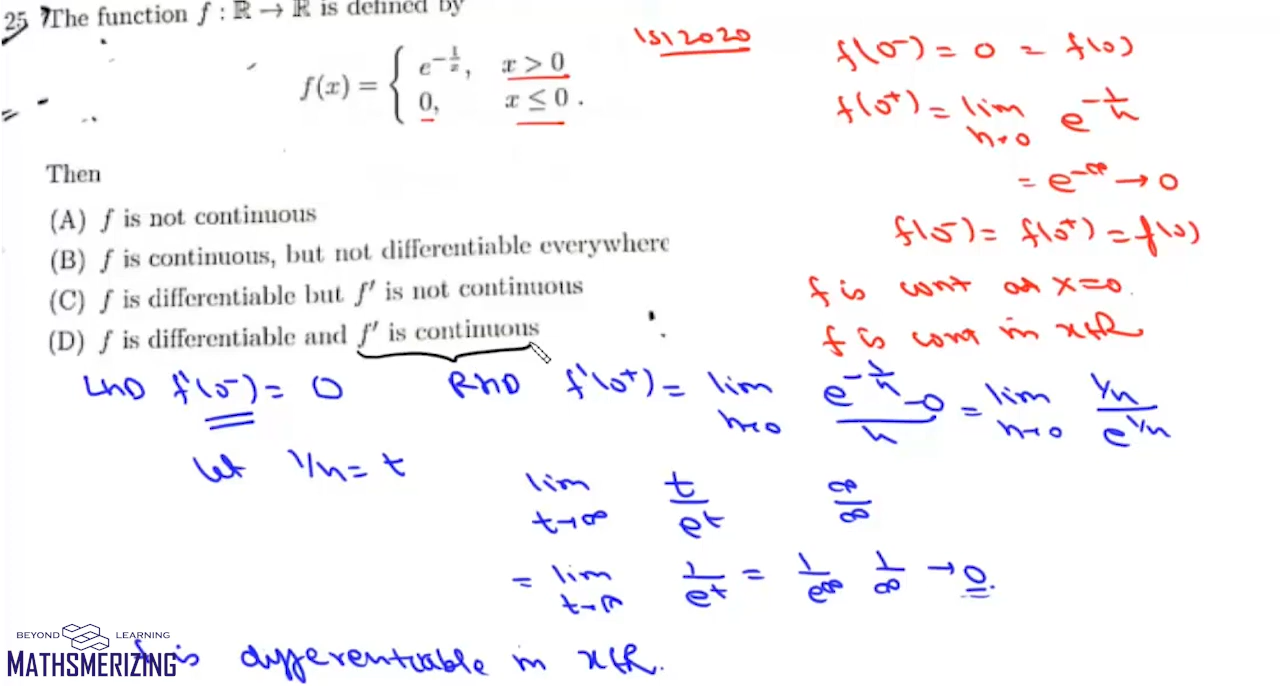 25 The function f : ℝ → ℝ is defined by
f(x) = { e^{-1/x}, x > 0
0, x ≤ 0 .
Then
(A) f is not continuous
(B) f is continuous, but not differentiable everywhere
(C) f is differentiable but f′ is not continuous
(D) f is differentiable and f′ is continuous
ISI 2020
f(0⁻) = 0 = f(0)
f(0⁺) = lim h→0 e^{-1/h}
= e^{-∞} → 0
f(0⁻) = f(0⁺) = f(0)
f is cont at x=0.
f is cont in x∈R
LHD f'(0⁻) = 0 RHD f'(0⁺) = lim h→0 (e^{-1/h} - 0)/h = lim h→0 (1/h)/(e^{1/h})
let 1/h = t
lim t→∞ t/e^t ∞/∞
= lim t→∞ 1/e^t = 1/e^∞ 1/∞ → 0.
f is differentiable in x∈R.
BEYOND LEARNING
MATHSMERIZING